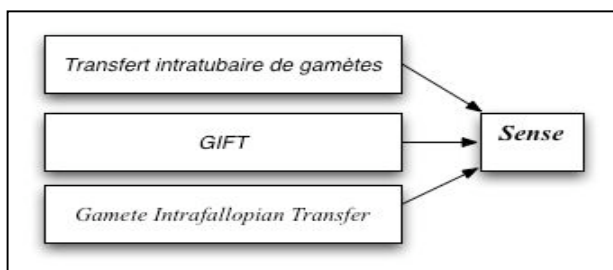 Transfert intratubaire de gamètes
GIFT
Gamete Intrafallopian Transfer
Sense